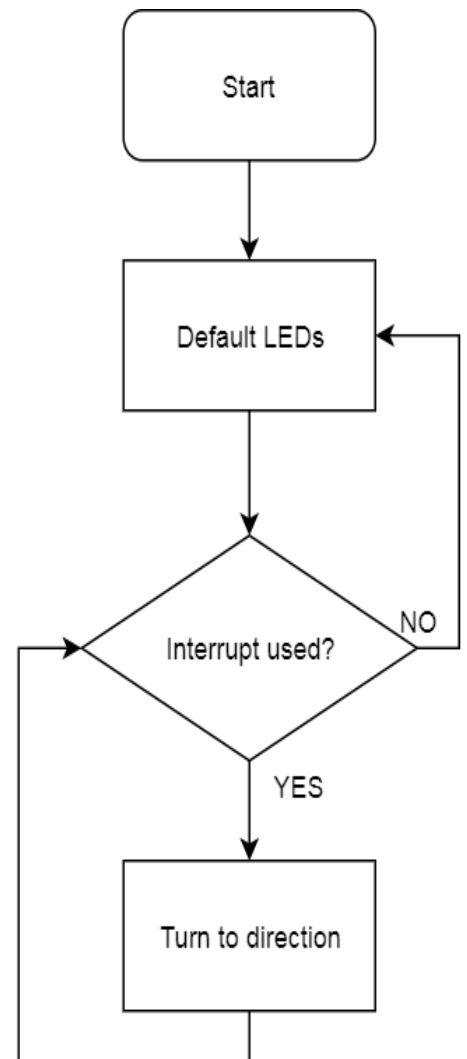 Start
Default LEDs
Interrupt used?
NO
YES
Turn to direction